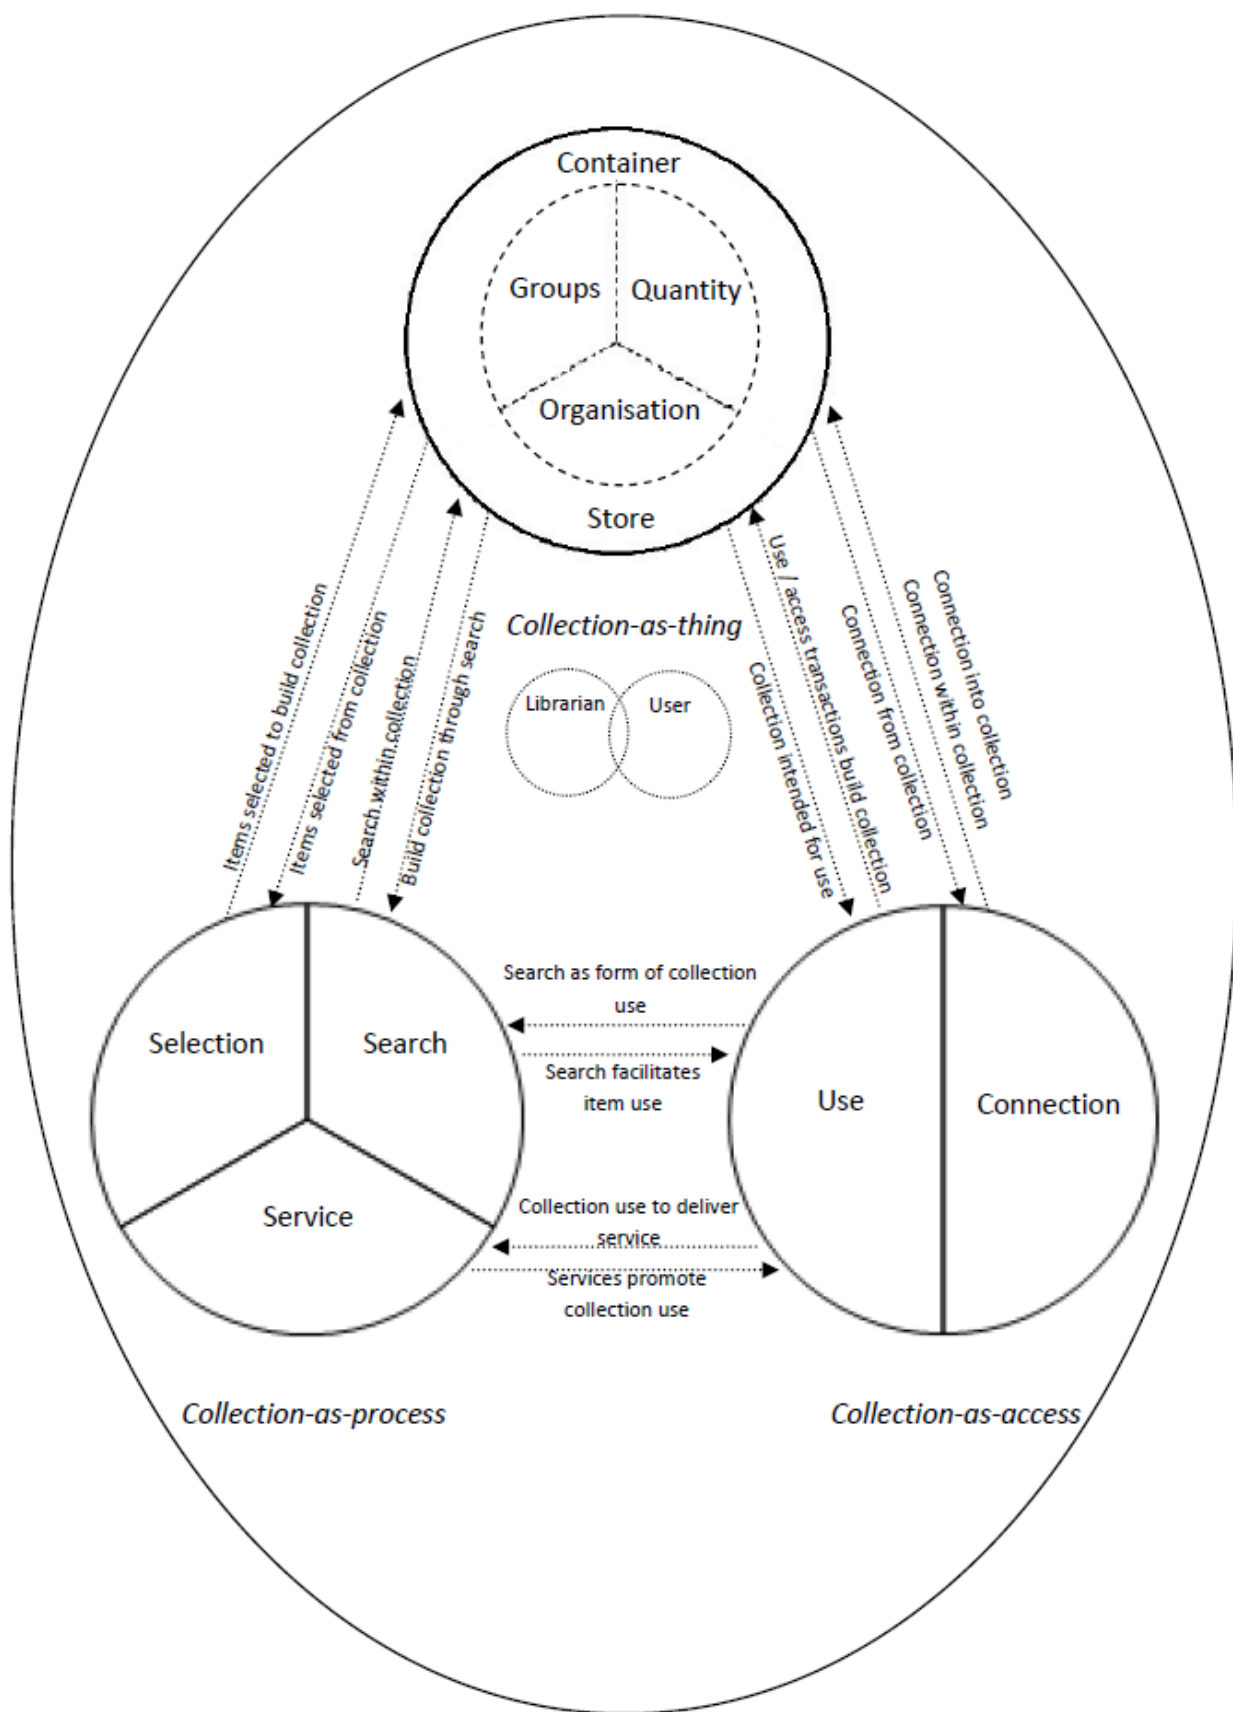 Container
Groups
Quantity
Organisation
Store
Collection-as-thing
Librarian
User
Items selected to build collection
Items selected from collection
Search within collection
Build collection through search
Collection intended for use
Use / access transactions build collection
Connection from collection
Connection within collection
Connection into collection
Search as form of collection
use
Search facilitates
item use
Selection
Search
Service
Use
Connection
Collection use to deliver
service
Services promote
collection use
Collection-as-process
Collection-as-access